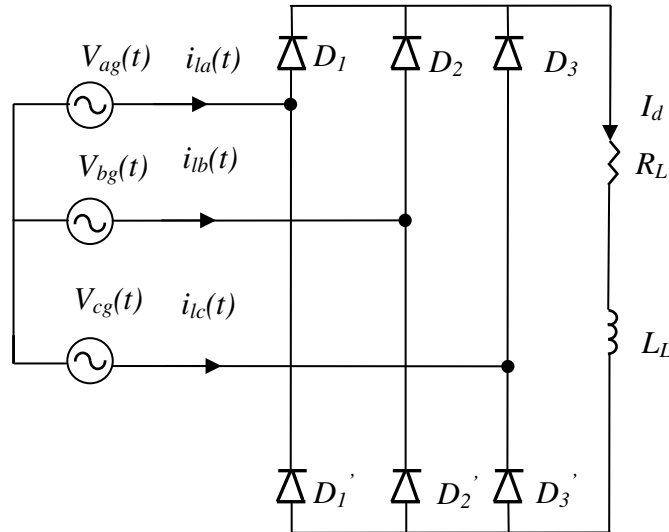 V_ag(t) i_la(t) D_1 D_2 D_3
I_d
V_bg(t) i_lb(t) R_L
V_cg(t) i_lc(t)
L_L
D_1' D_2' D_3'